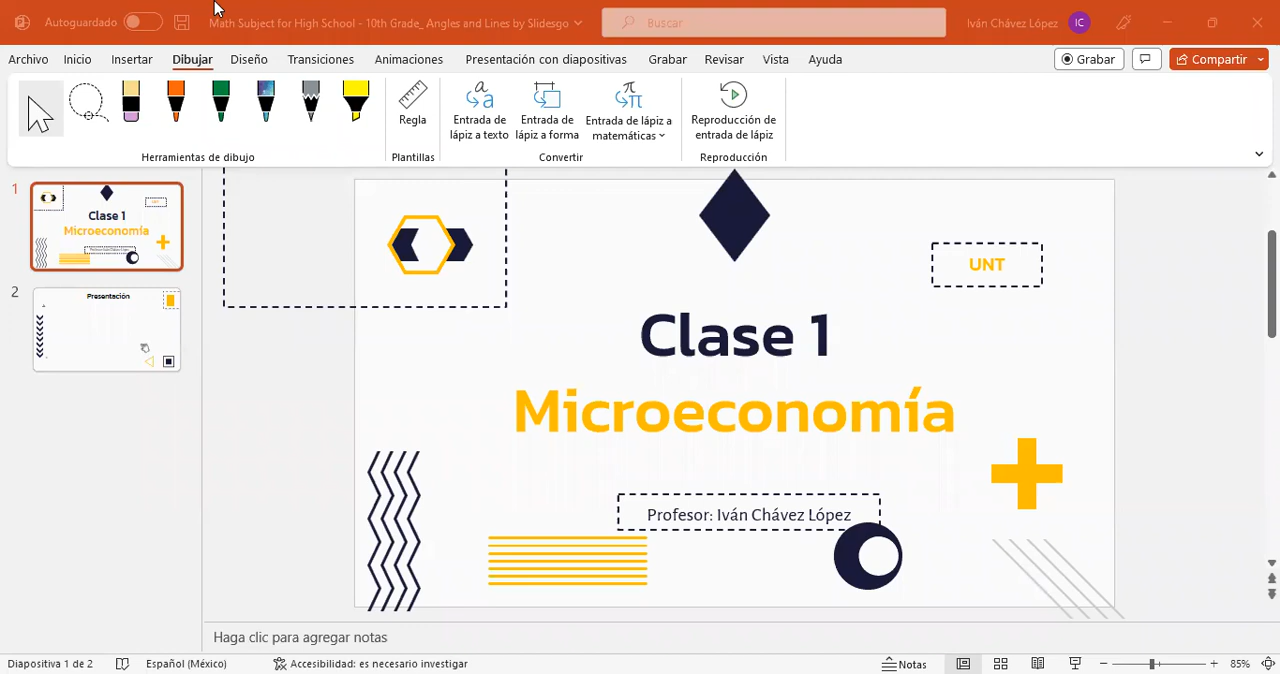 Autoguardado
Math Subject for High School - 10th Grade_Angles and Lines by Slidesgo
Buscar
Iván Chávez López
IC
Archivo Inicio Insertar Dibujar Diseño Transiciones Animaciones Presentación con diapositivas Grabar Revisar Vista Ayuda
Grabar
Compartir
Regla
Entrada de
lápiz a texto
Entrada de
lápiz a forma
Entrada de lápiz a
matemáticas
Reproducción de
entrada de lápiz
Herramientas de dibujo
Plantillas
Convertir
Reproducción
1
Clase 1
Microeconomía
2
Presentación
UNT
Clase 1
Microeconomía
Profesor: Iván Chávez López
Haga clic para agregar notas
Diapositiva 1 de 2
Español (México)
Accesibilidad: es necesario investigar
Notas
85%